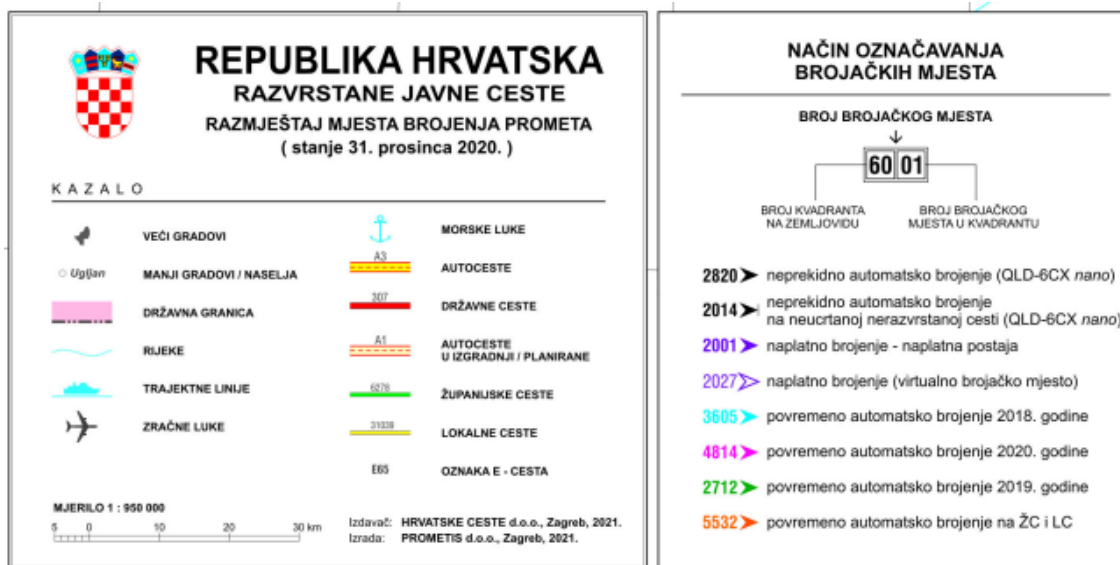 REPUBLIKA HRVATSKA
RAZVRSTANE JAVNE CESTE
RAZMJEŠTAJ MJESTA BROJENJA PROMETA
( stanje 31. prosinca 2020. )
KAZALO
VEĆI GRADOVI
Ugljan MANJI GRADOVI / NASELJA
DRŽAVNA GRANICA
RIJEKE
TRAJEKTNE LINIJE
ZRAČNE LUKE
MORSKE LUKE
A3 AUTOCESTE
307 DRŽAVNE CESTE
A1 AUTOCESTE
U IZGRADNJI / PLANIRANE
6278 ŽUPANIJSKE CESTE
31038 LOKALNE CESTE
E65 OZNAKA E - CESTA
MJERILO 1 : 950 000
5 0 10 20 30 km
Izdavač: HRVATSKE CESTE d.o.o., Zagreb, 2021.
Izrada: PROMETIS d.o.o., Zagreb, 2021.
NAČIN OZNAČAVANJA
BROJAČKIH MJESTA
BROJ BROJAČKOG MJESTA
60 01
BROJ KVADRANTA
NA ZEMLJOVIDU
BROJ BROJAČKOG
MJESTA U KVADRANTU
2820 neprekidno automatsko brojenje (QLD-6CX nano)
2014 neprekidno automatsko brojenje
na neucrtanoj nerazvrstanoj cesti (QLD-6CX nano)
2001 naplatno brojenje - naplatna postaja
2027 naplatno brojenje (virtualno brojačko mjesto)
3605 povremeno automatsko brojenje 2018. godine
4814 povremeno automatsko brojenje 2020. godine
2712 povremeno automatsko brojenje 2019. godine
5532 povremeno automatsko brojenje na ŽC i LC